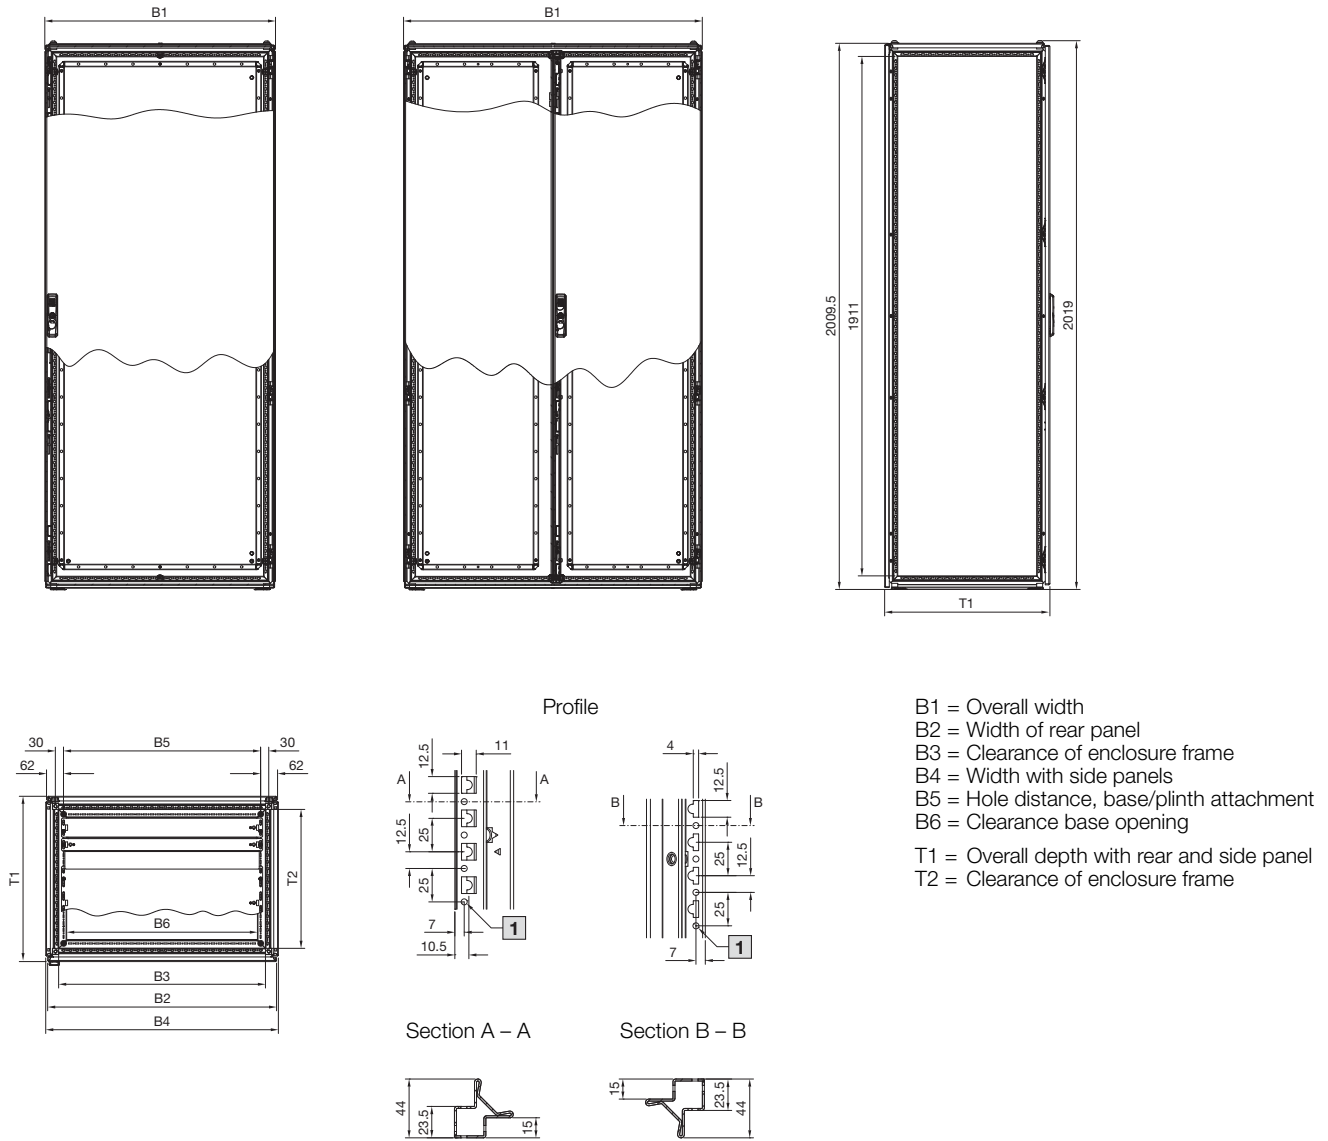 B1
B1
2009.5
1911
2019
T1
Profile
B1 = Overall width
B2 = Width of rear panel
B3 = Clearance of enclosure frame
B4 = Width with side panels
B5 = Hole distance, base/plinth attachment
B6 = Clearance base opening
T1 = Overall depth with rear and side panel
T2 = Clearance of enclosure frame
30
B5
30
62
62
T1
T2
B6
B3
B2
B4
12.5
11
A
A
12.5
25
25
7
10.5
1
4
12.5
B
B
25
12.5
25
7
1
Section A – A
Section B – B
44
23.5
15
15
23.5
44